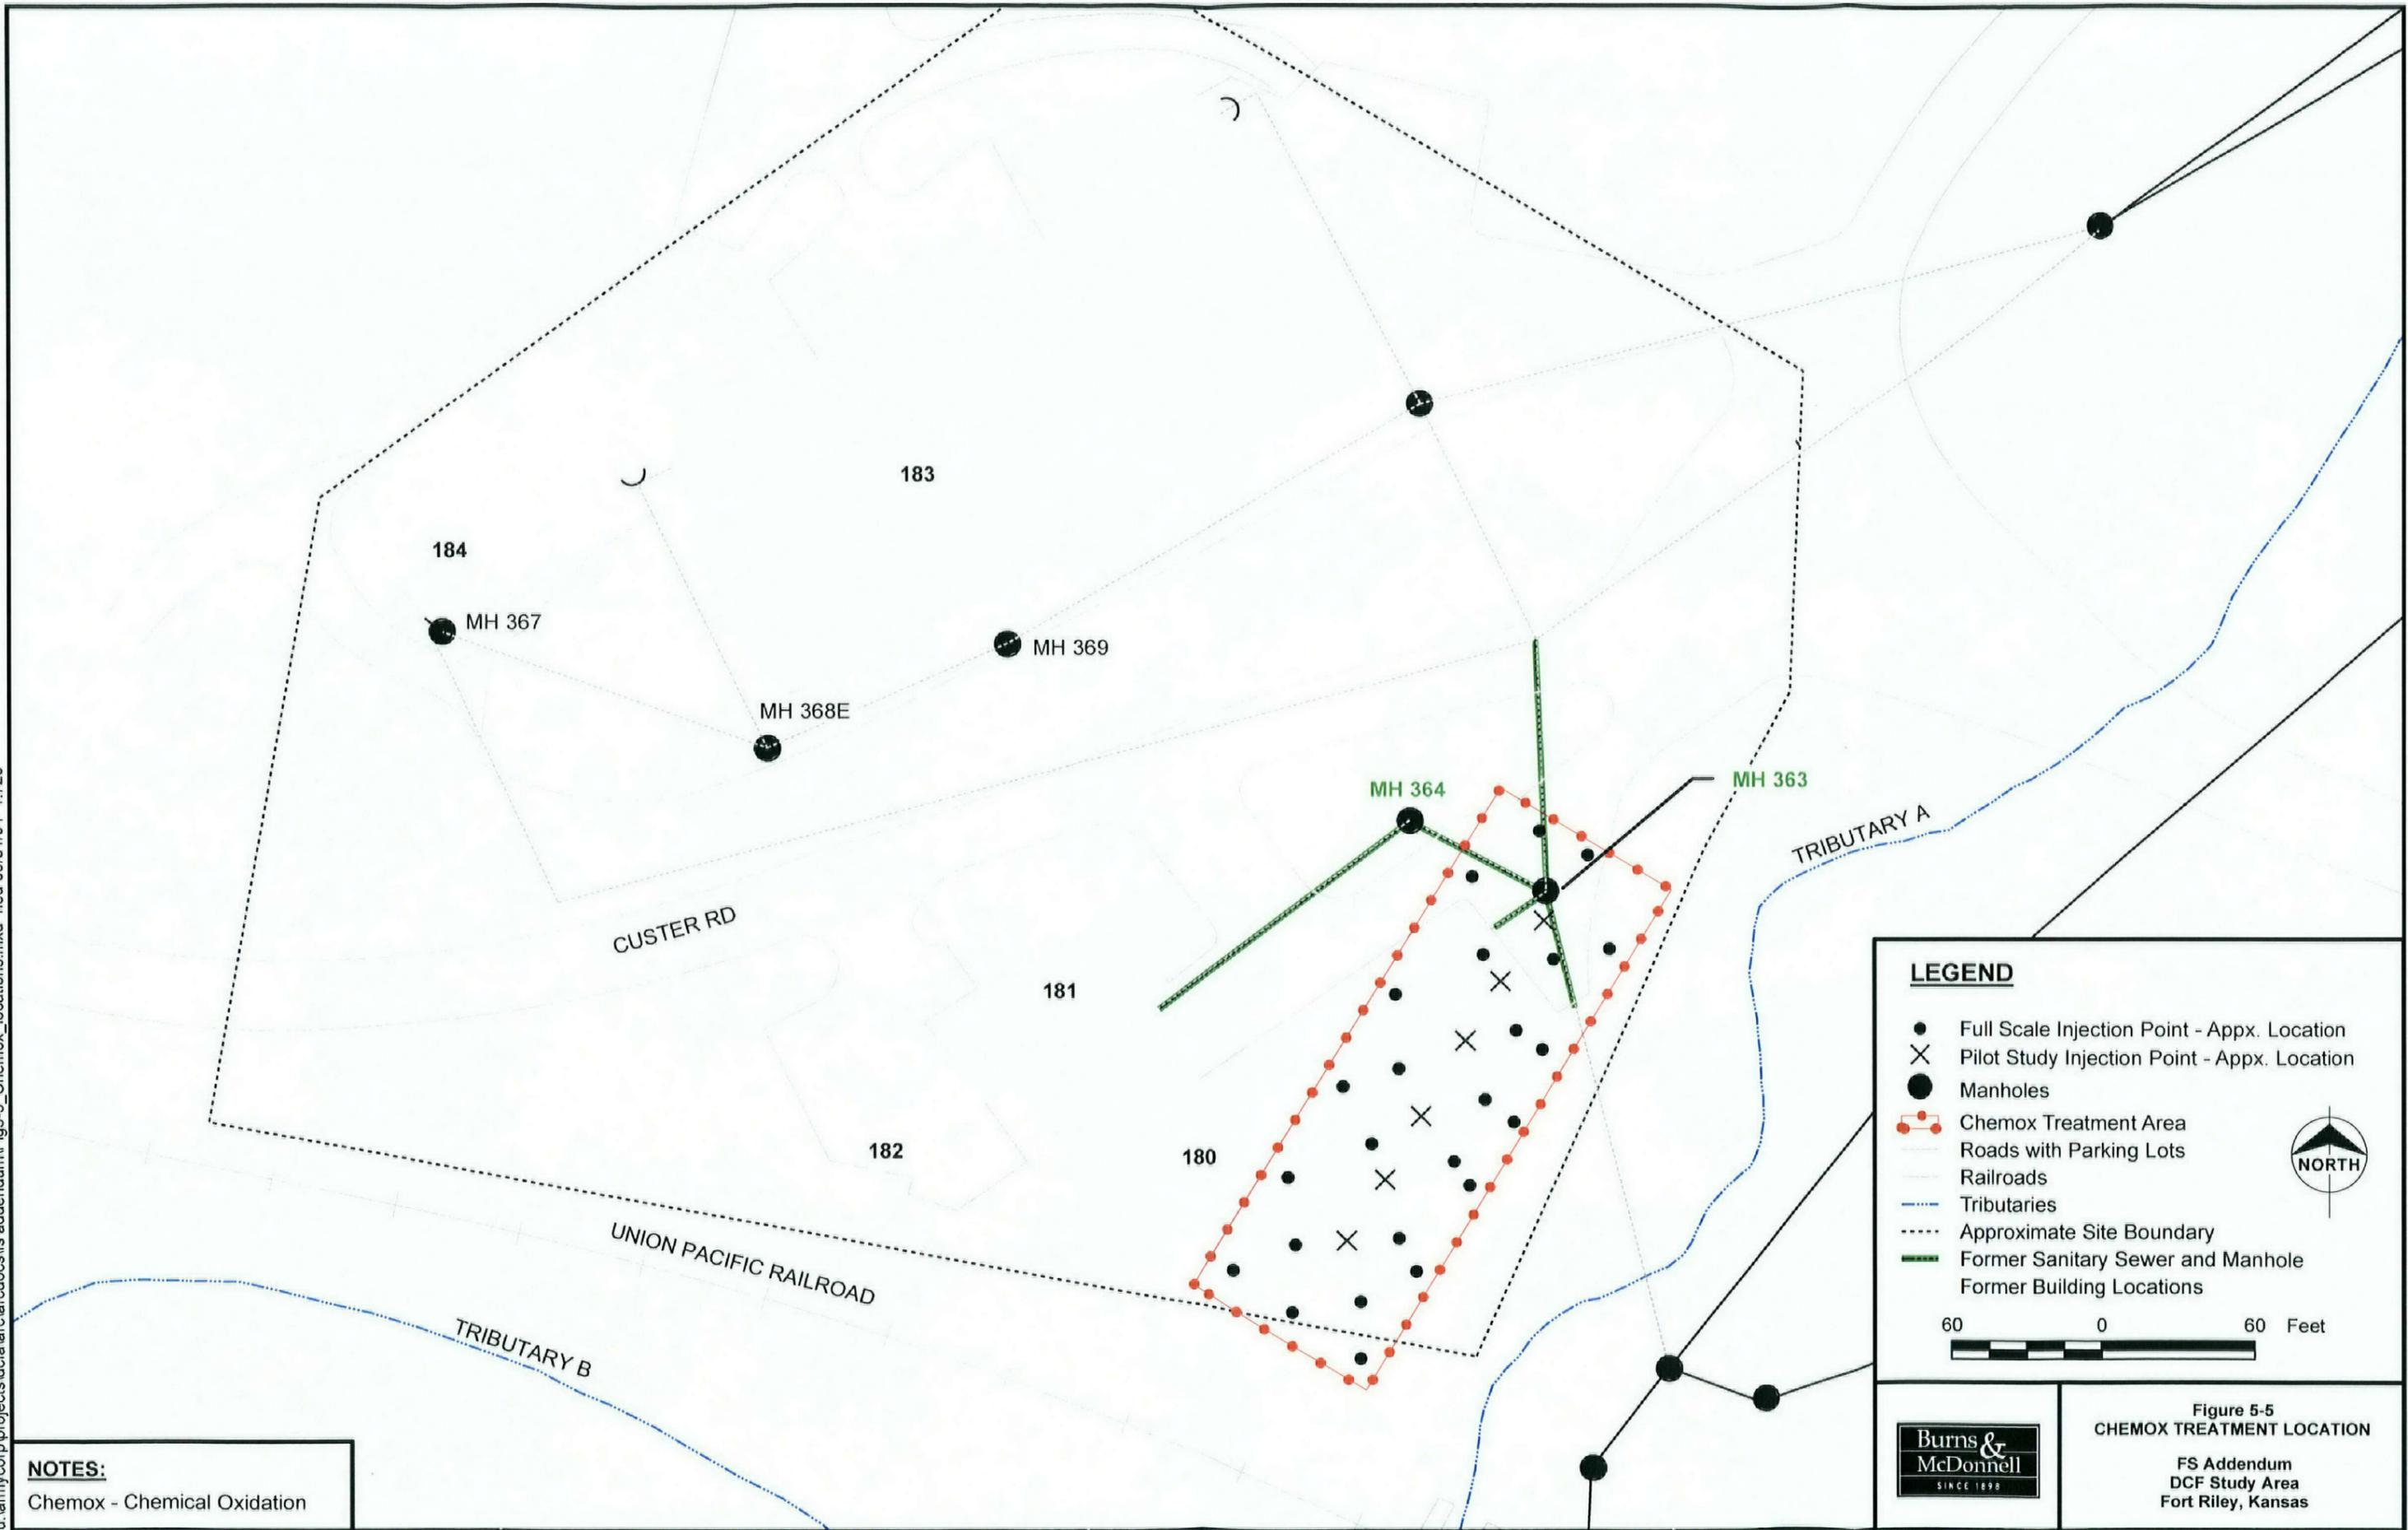 183
184
MH 367
MH 369
MH 368E
MH 364
MH 363
TRIBUTARY A
CUSTER RD
181
182
180
UNION PACIFIC RAILROAD
TRIBUTARY B
LEGEND
Full Scale Injection Point - Appx. Location
Pilot Study Injection Point - Appx. Location
Manholes
Chemox Treatment Area
Roads with Parking Lots
Railroads
Tributaries
Approximate Site Boundary
Former Sanitary Sewer and Manhole
Former Building Locations
NORTH
60 0 60 Feet
NOTES:
Chemox - Chemical Oxidation
Burns &
McDonnell
SINCE 1898
Figure 5-5
CHEMOX TREATMENT LOCATION
FS Addendum
DCF Study Area
Fort Riley, Kansas